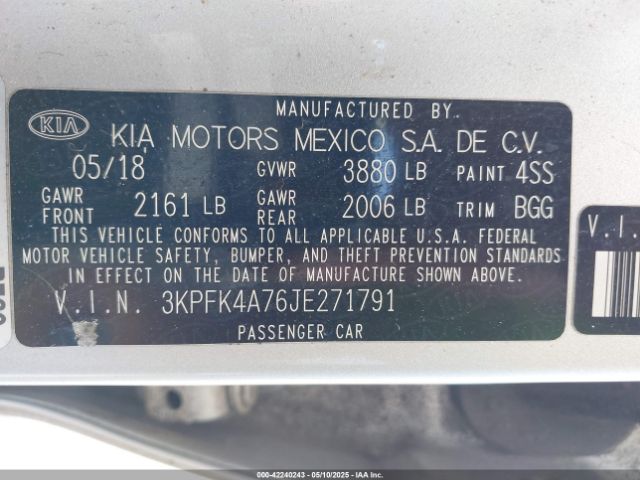 MANUFACTURED BY
KIA KIA MOTORS MEXICO S.A. DE C.V.
05/18 GVWR 3880 LB PAINT 4SS
GAWR FRONT 2161 LB GAWR REAR 2006 LB TRIM BGG
THIS VEHICLE CONFORMS TO ALL APPLICABLE U.S.A. FEDERAL
MOTOR VEHICLE SAFETY, BUMPER, AND THEFT PREVENTION STANDARDS
IN EFFECT ON THE DATE OF MANUFACTURE SHOWN ABOVE.
V.I.N. 3KPFK4A76JE271791
PASSENGER CAR
V.I.
000-42240243 - 05/10/2025 - IAAI.COM